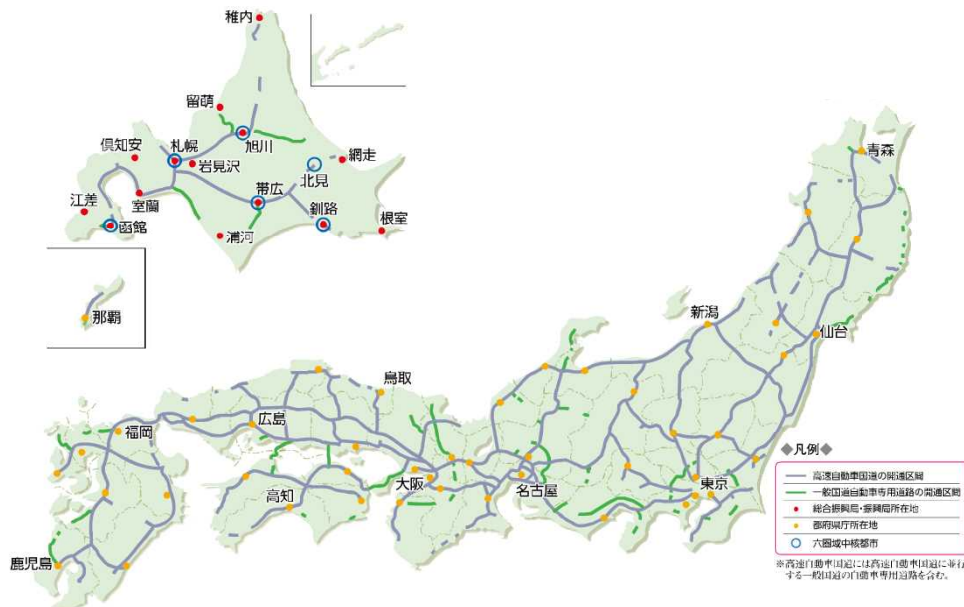 稚内
留萌
旭川
倶知安
札幌
岩見沢
網走
北見
帯広
江差
室蘭
函館
釧路
根室
浦河
那覇
青森
仙台
新潟
鳥取
広島
福岡
大阪
名古屋
東京
高知
鹿児島
◆凡例◆
高速自動車国道の開通区間
一般国道自動車専用道路の開通区間
総合振興局・振興局所在地
都府県庁所在地
六圏域中核都市
※高速自動車国道には高速自動車国道に並行
する一般国道の自動車専用道路を含む。